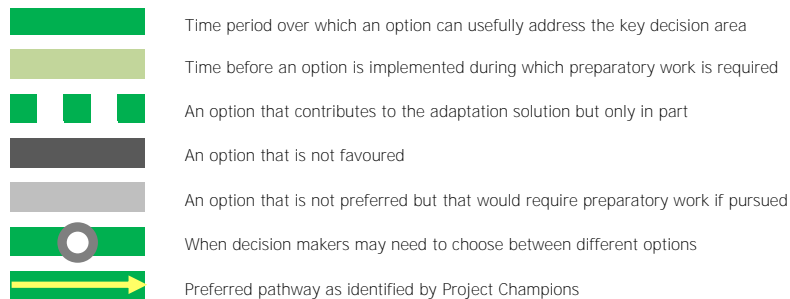 Time period over which an option can usefully address the key decision area
Time before an option is implemented during which preparatory work is required
An option that contributes to the adaptation solution but only in part
An option that is not favoured
An option that is not preferred but that would require preparatory work if pursued
When decision makers may need to choose between different options
Preferred pathway as identified by Project Champions